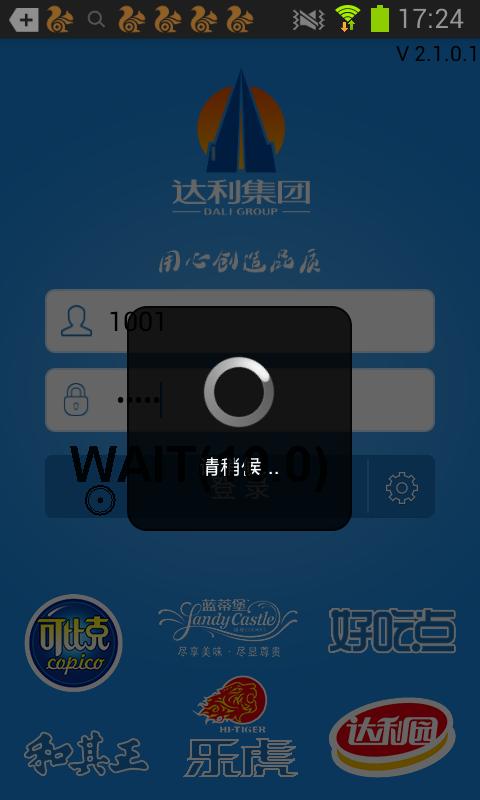 17:24
V 2.1.0.1
达利集团
DALI GROUP
用心创造品质
1001
•••••
请稍候 ..
WAIT(10.0)
登 录
可比克
copico
蓝蒂堡
Landy Castle
尽享美味·尽显尊贵
好吃点
和其王
HI-TIGER
乐虎
达利园